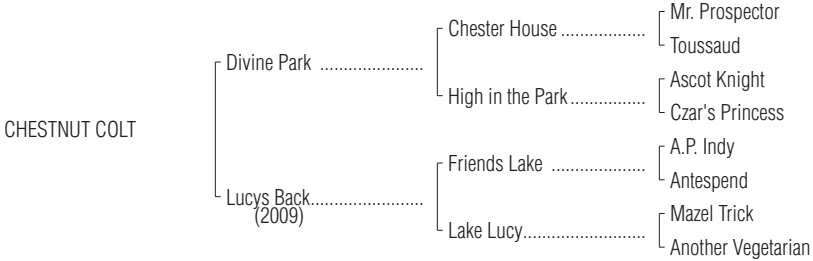 Mr. Prospector
Chester House ..................
Toussaud
Divine Park ......................
Ascot Knight
High in the Park................
Czar's Princess
CHESTNUT COLT
A.P. Indy
Friends Lake ....................
Antespend
Lucys Back........................
(2009)
Mazel Trick
Lake Lucy..........................
Another Vegetarian